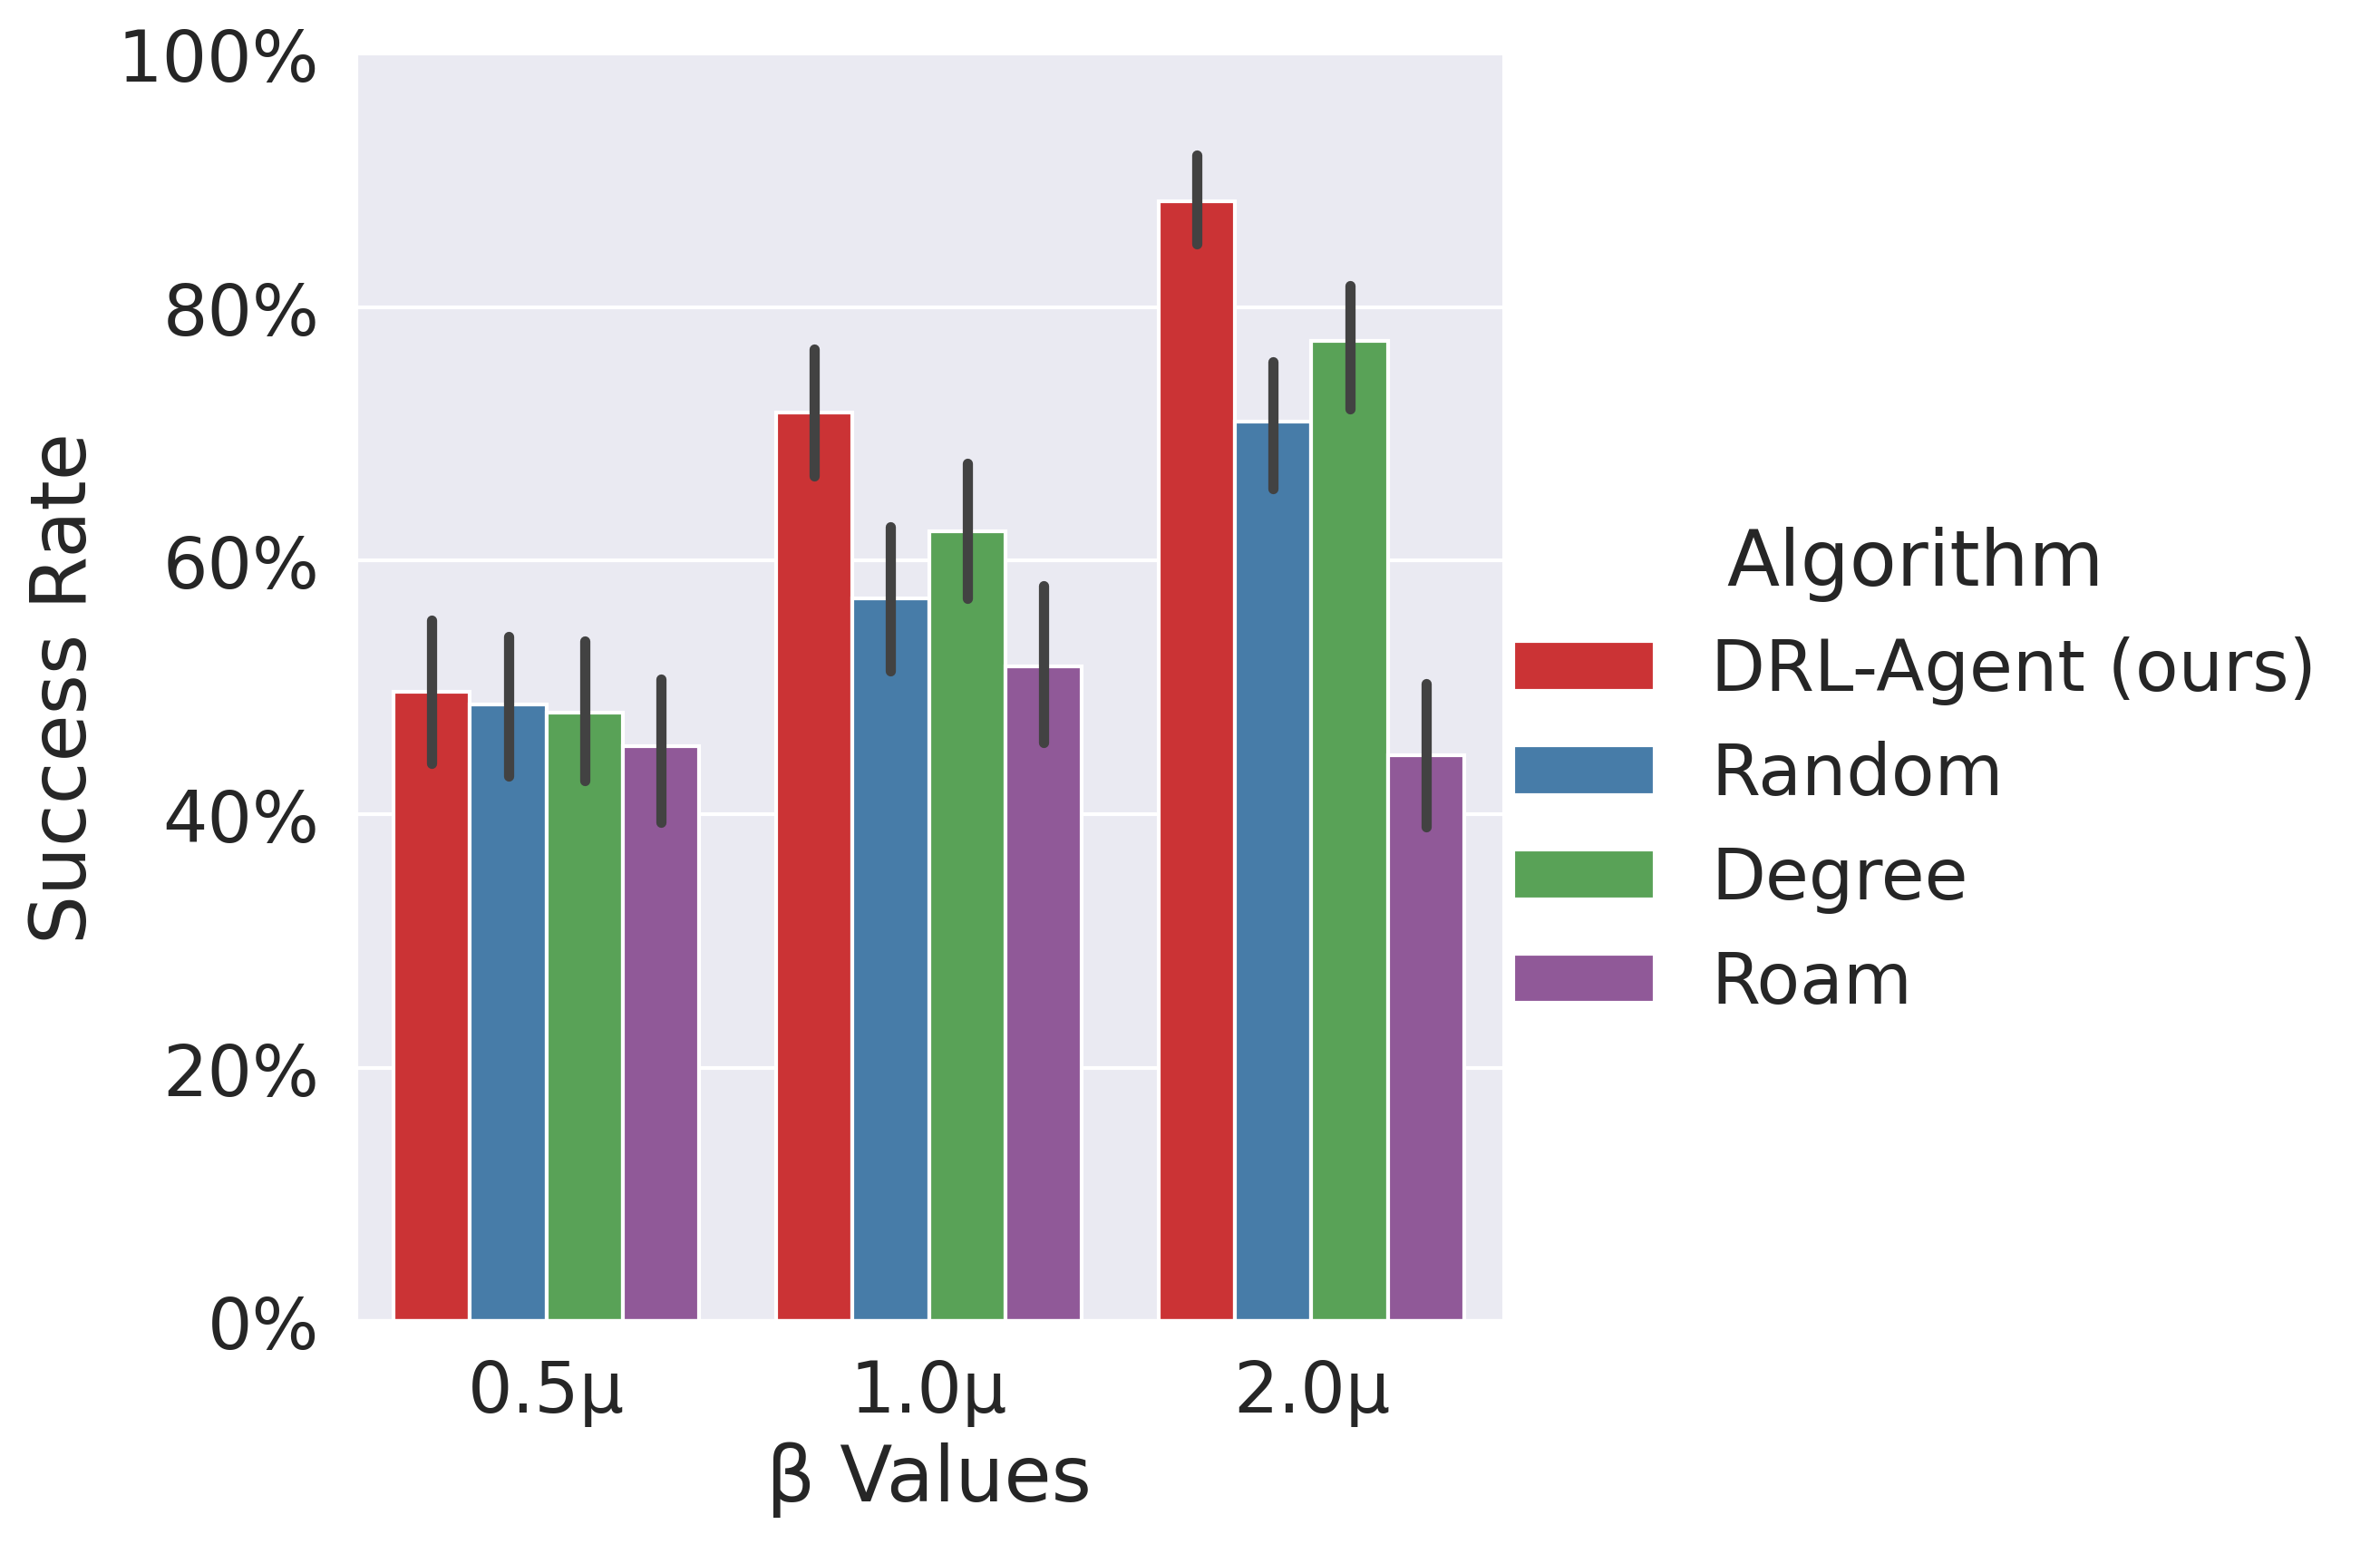 100%
80%
60%
40%
20%
0%
Success Rate
0.5µ
1.0µ
2.0µ
β Values
Algorithm
DRL-Agent (ours)
Random
Degree
Roam